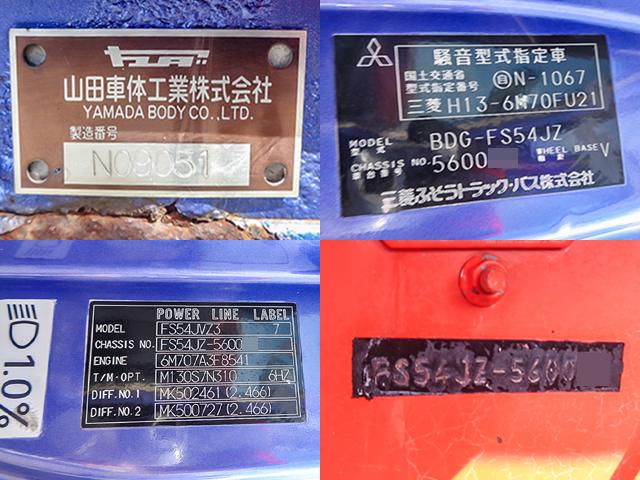 ヤマダ
山田車体工業株式会社
YAMADA BODY CO.,LTD.
製造番号
N09051
騒音型式指定車
国土交通省
型式指定番号 自N-1067
三菱 H13-6M70FU21
MODEL
型式 BDG-FS54JZ
CHASSIS NO. 5600
車台番号
WHEEL BASE V
三菱ふそうトラック・バス株式会社
1.0%
POWER LINE LABEL
MODEL FS54JVZ3 7
CHASSIS NO. FS54JZ-5600
ENGINE 6M707A3F8541
T/M-OPT. M130S7N310 6HZ
DIFF.NO.1 MK502461(2.466)
DIFF.NO.2 MK500727(2.466)
FS54JZ-5600